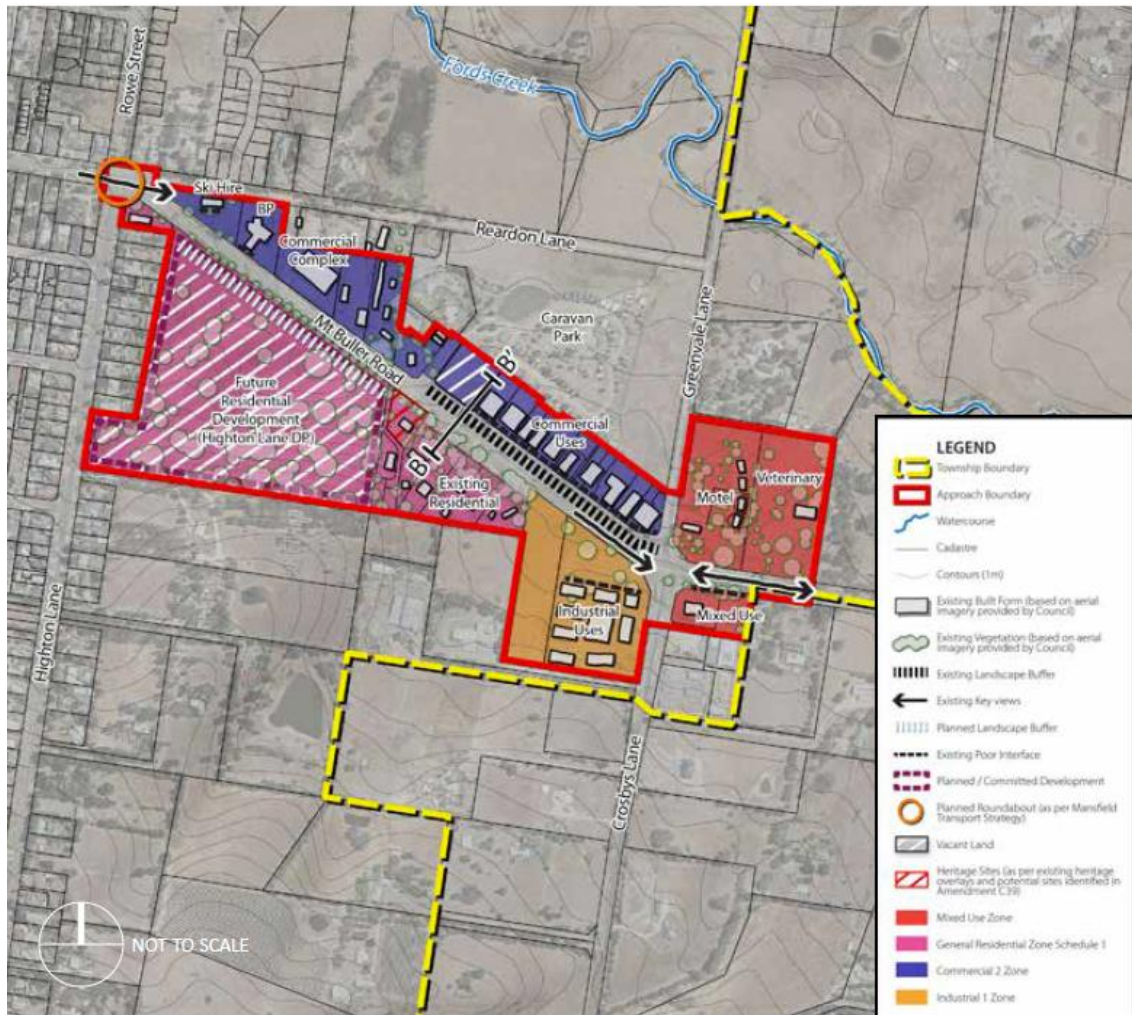 Rowe Street
Fords Creek
Ski Hire
BP
Commercial
Complex
Reardon Lane
Mt Buller Road
Caravan
Park
Greenvale Lane
Future
Residential
Development
(Highton Lane DP)
B'
B
Commercial
Uses
Existing
Residential
Motel
Veterinary
Industrial
Uses
Mixed Use
Highton Lane
Crosbys Lane
NOT TO SCALE
LEGEND
Township Boundary
Approach Boundary
Watercourse
Cadastre
Contours (1m)
Existing Built Form (based on aerial
imagery provided by Council)
Existing Vegetation (based on aerial
imagery provided by Council)
Existing Landscape Buffer
Existing Key views
Planned Landscape Buffer
Existing Poor Interface
Planned / Committed Development
Planned Roundabout (as per Mansfield
Transport Strategy)
Vacant Land
Heritage Sites (as per existing heritage
overlays and potential sites identified in
Amendment C39)
Mixed Use Zone
General Residential Zone Schedule 1
Commercial 2 Zone
Industrial 1 Zone